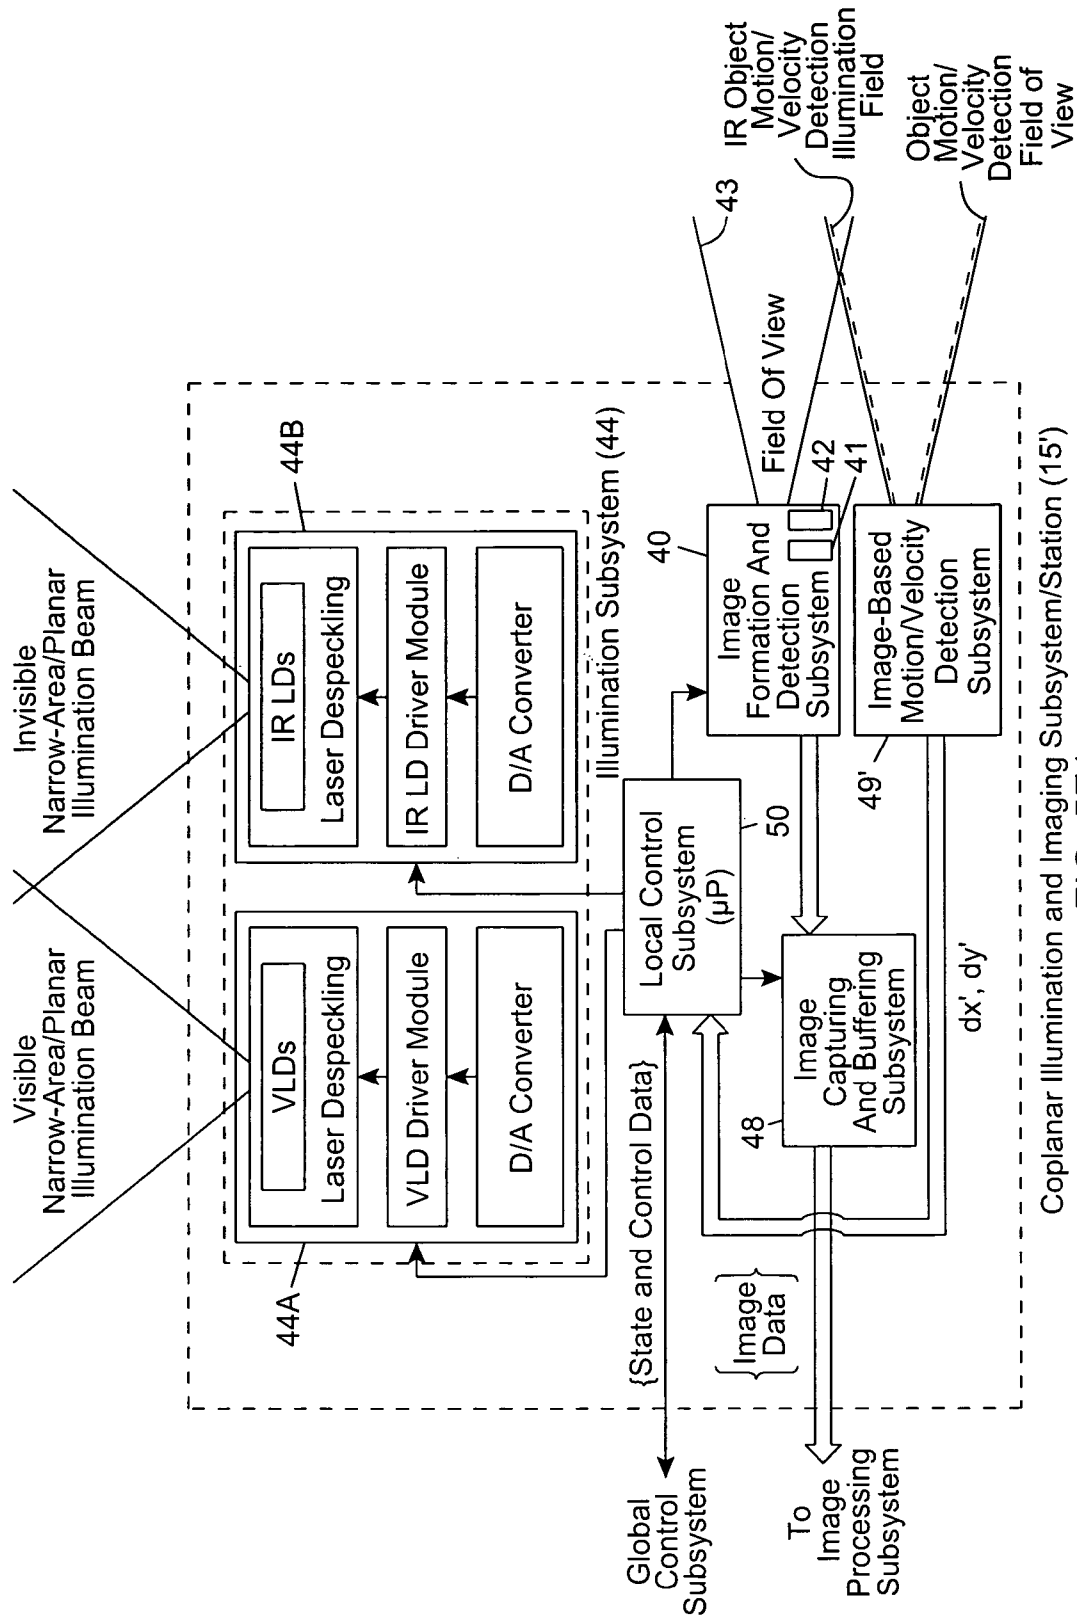 Visible
Narrow-Area/Planar
Illumination Beam
Invisible
Narrow-Area/Planar
Illumination Beam
44A
VLDs
Laser Despeckling
VLD Driver Module
D/A Converter
44B
IR LDs
Laser Despeckling
IR LD Driver Module
D/A Converter
Illumination Subsystem (44)
Global
Control
Subsystem
{State and Control Data}
Local Control
Subsystem
(µP)
50
40
Image
Formation And
Detection
Subsystem
42
41
Field Of View
43
IR Object
Motion/
Velocity
Detection
Illumination
Field
To
Image
Processing
Subsystem
{Image
Data}
48
Image
Capturing
And Buffering
Subsystem
49'
Image-Based
Motion/Velocity
Detection
Subsystem
Object
Motion/
Velocity
Detection
Field of
View
dx', dy'
Coplanar Illumination and Imaging Subsystem/Station (15')